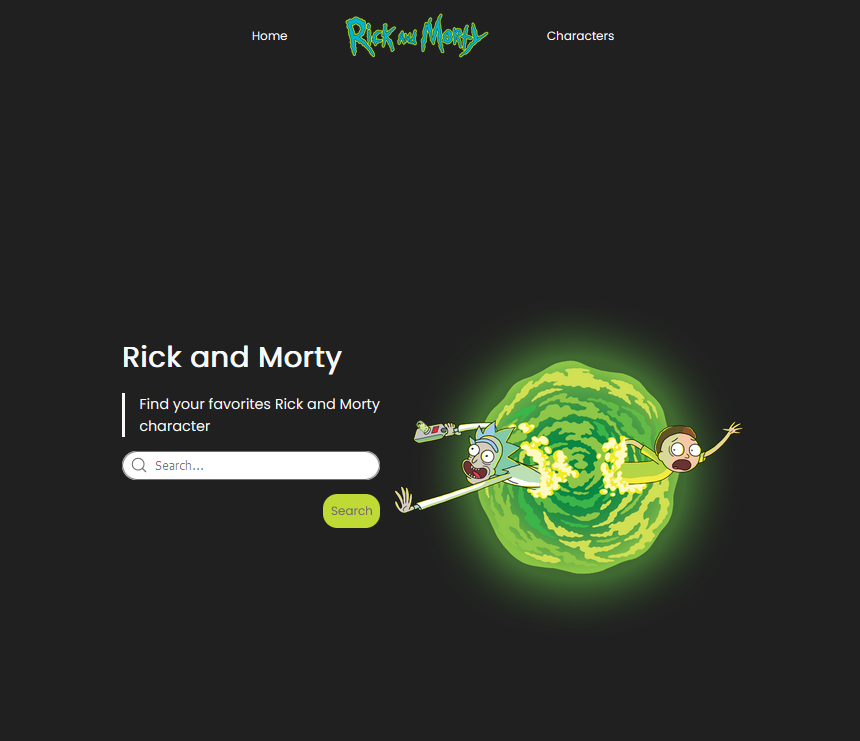 Home
Rick and Morty
Characters
Rick and Morty
Find your favorites Rick and Morty
character
Search...
Search